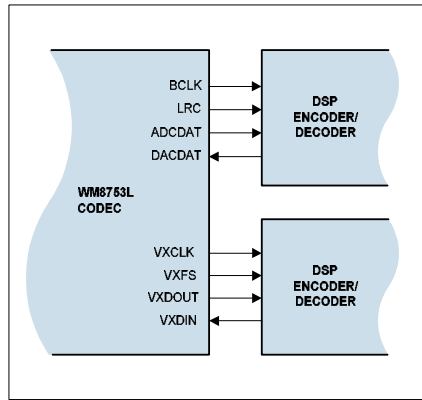 BCLK
LRC
ADCDAT
DACDAT
WM8753L
CODEC
VXCLK
VXFS
VXDOUT
VXDIN
DSP
ENCODER/
DECODER
DSP
ENCODER/
DECODER